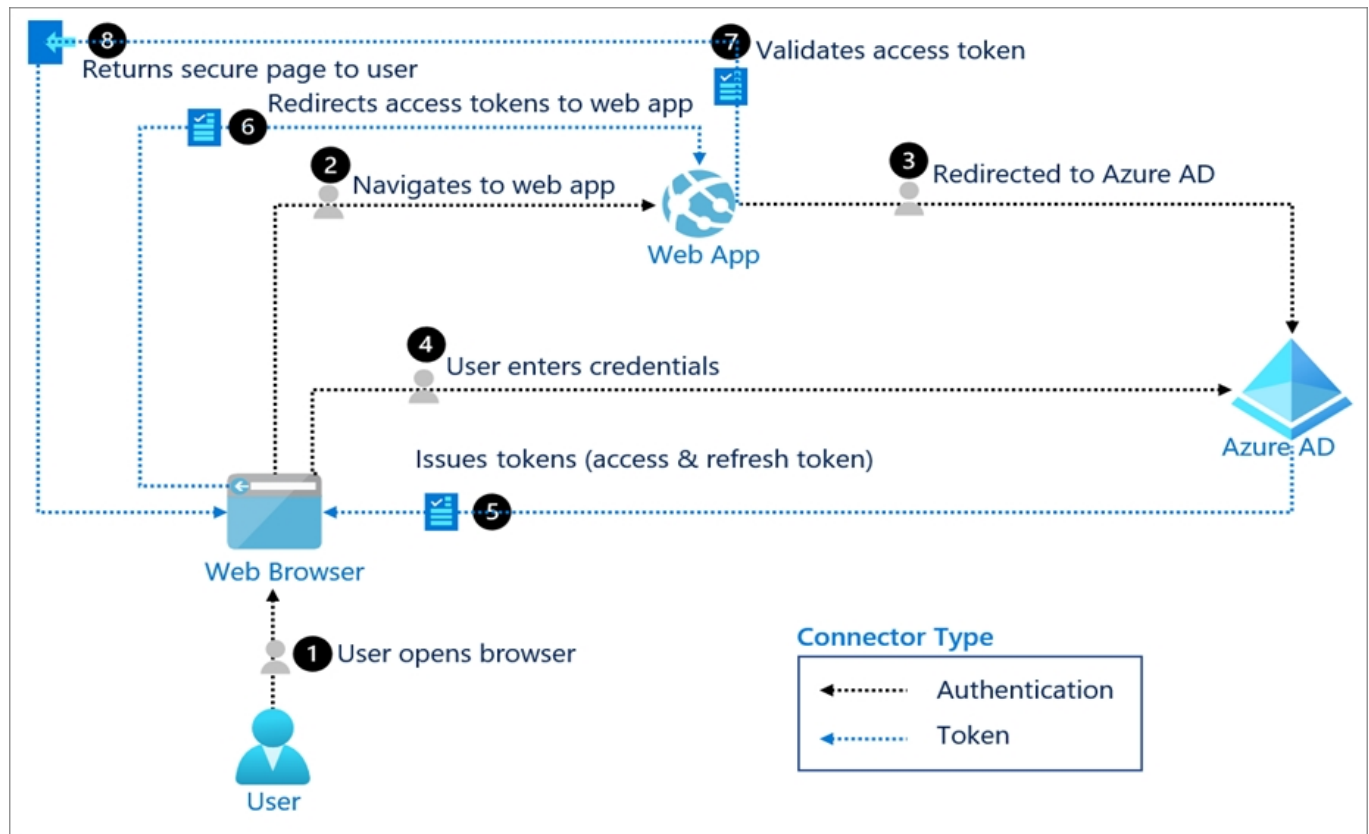 8
Returns secure page to user
7
Validates access token
6
Redirects access tokens to web app
2
Navigates to web app
3
Redirected to Azure AD
Web App
4
User enters credentials
Azure AD
Issues tokens (access & refresh token)
5
Web Browser
1
User opens browser
User
Connector Type
Authentication
Token